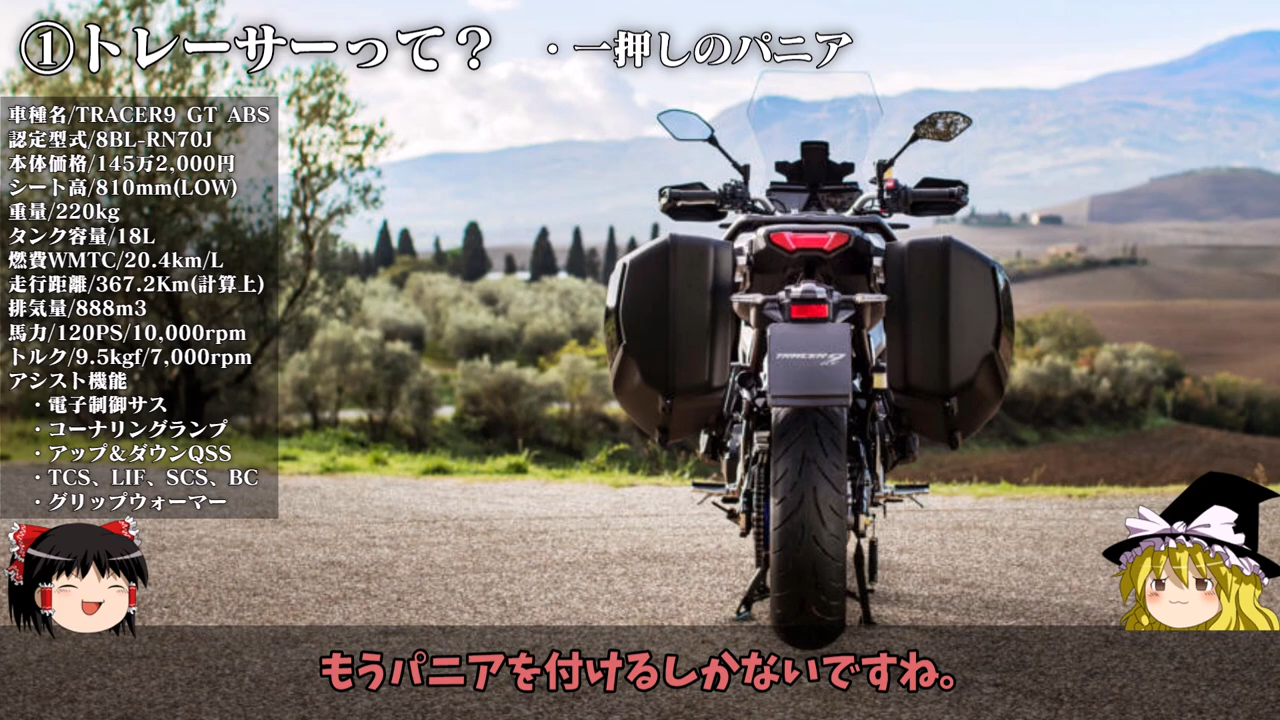 ①トレーサーって？
・一押しのパニア
車種名/TRACER9 GT ABS
認定型式/8BL-RN70J
本体価格/145万2,000円
シート高/810mm(LOW)
重量/220kg
タンク容量/18L
燃費WMTC/20.4km/L
走行距離/367.2Km(計算上)
排気量/888m3
馬力/120PS/10,000rpm
トルク/9.5kgf/7,000rpm
アシスト機能
・電子制御サス
・コーナリングランプ
・アップ&ダウンQSS
・TCS、LIF、SCS、BC
・グリップウォーマー
TRACER 9
もうパニアを付けるしかないですね。